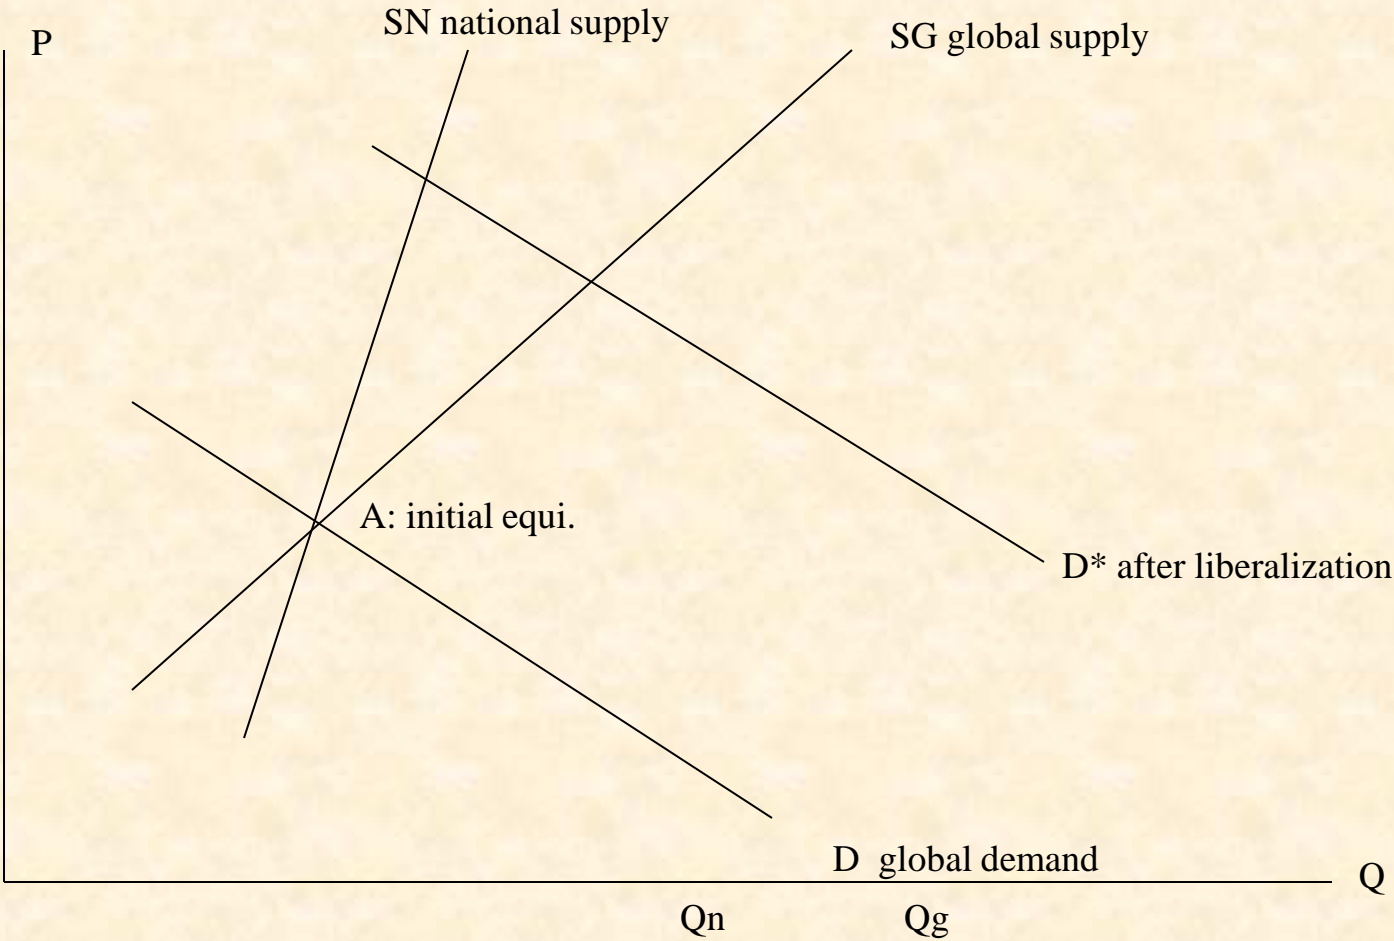 SN national supply
P
SG global supply
A: initial equi.
D* after liberalization
D global demand
Q
Qn
Qg